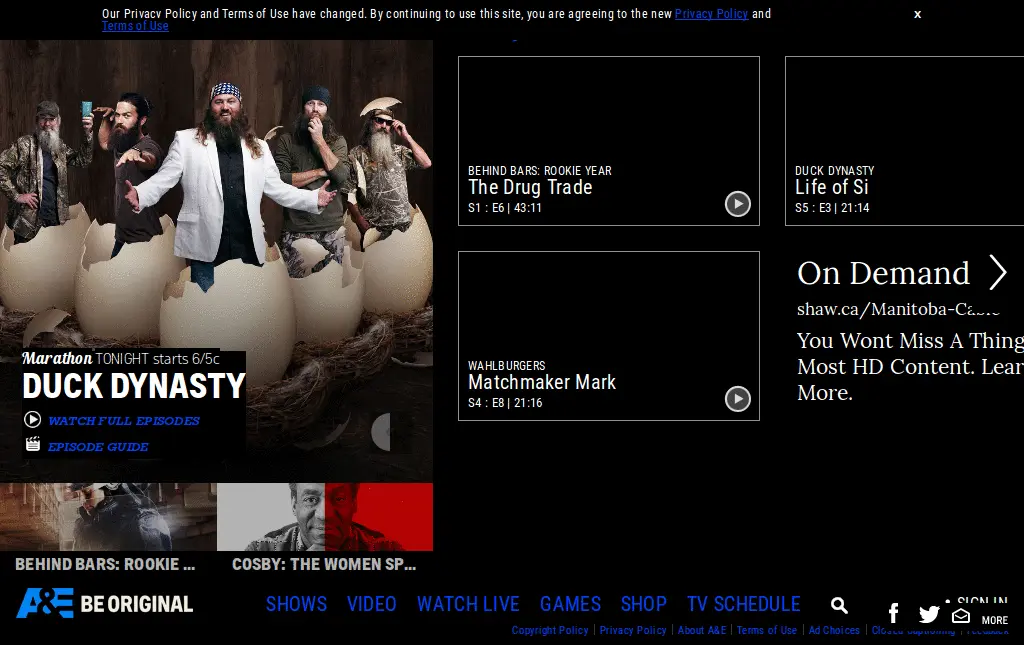 Our Privacy Policy and Terms of Use have changed. By continuing to use this site, you are agreeing to the new Privacy Policy and
Terms of Use
x
BEHIND BARS: ROOKIE YEAR
The Drug Trade
S1 : E6 | 43:11
DUCK DYNASTY
Life of Si
S5 : E3 | 21:14
WAHLBURGERS
Matchmaker Mark
S4 : E8 | 21:16
On Demand
shaw.ca/Manitoba-Cable
You Wont Miss A Thing
Most HD Content. Lear
More.
Marathon TONIGHT starts 6/5c
DUCK DYNASTY
WATCH FULL EPISODES
EPISODE GUIDE
BEHIND BARS: ROOKIE ...
COSBY: THE WOMEN SP...
A&E BE ORIGINAL
SHOWS VIDEO WATCH LIVE GAMES SHOP TV SCHEDULE
SIGN IN
MORE
Copyright Policy | Privacy Policy | About A&E | Terms of Use | Ad Choices | Closed Captioning | Feedback